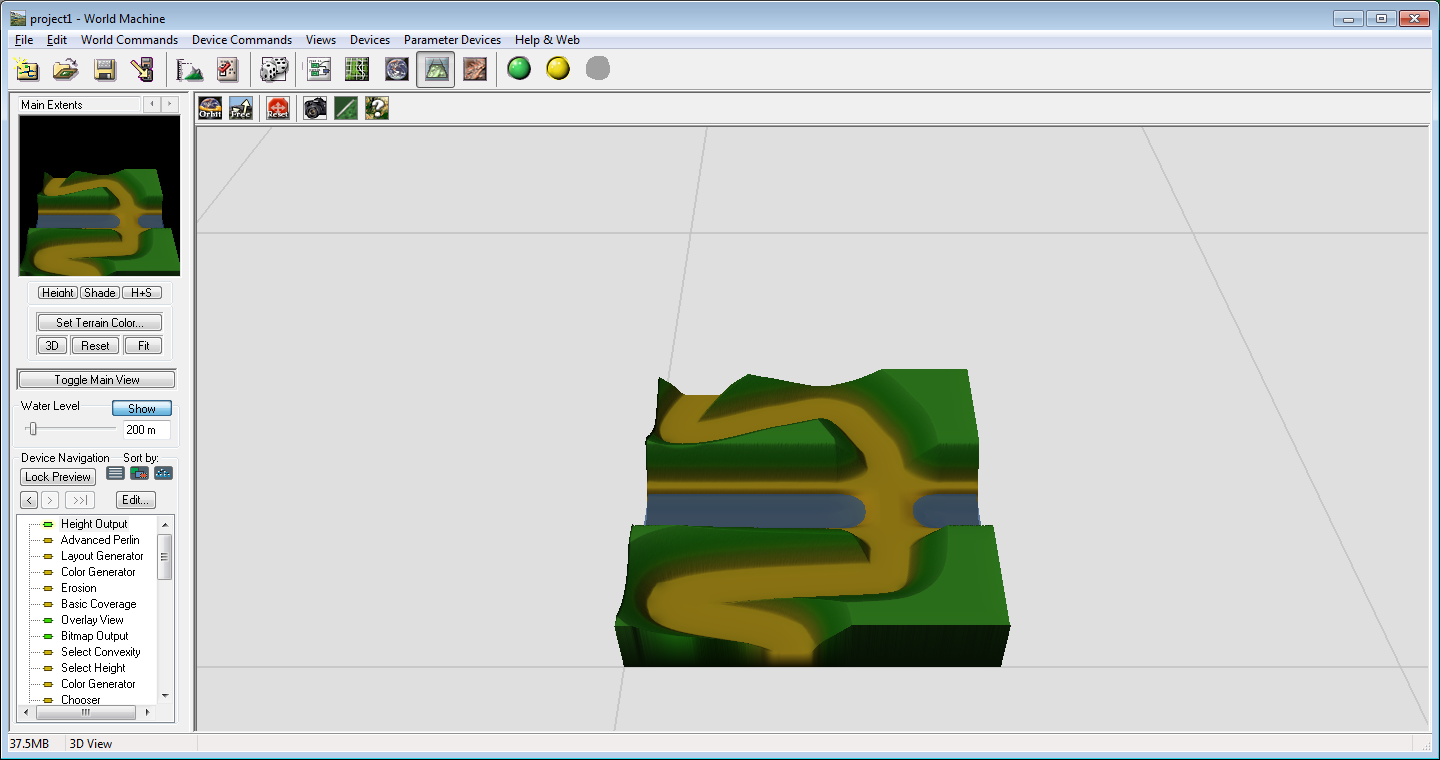 project1 - World Machine
File Edit World Commands Device Commands Views Devices Parameter Devices Help & Web
Main Extents
Orbit Free Reset
Height Shade H+S
Set Terrain Color...
3D Reset Fit
Toggle Main View
Water Level Show
200 m
Device Navigation Sort by:
Lock Preview
< > >>| Edit...
Height Output
Advanced Perlin
Layout Generator
Color Generator
Erosion
Basic Coverage
Overlay View
Bitmap Output
Select Convexity
Select Height
Color Generator
Chooser
37.5MB 3D View